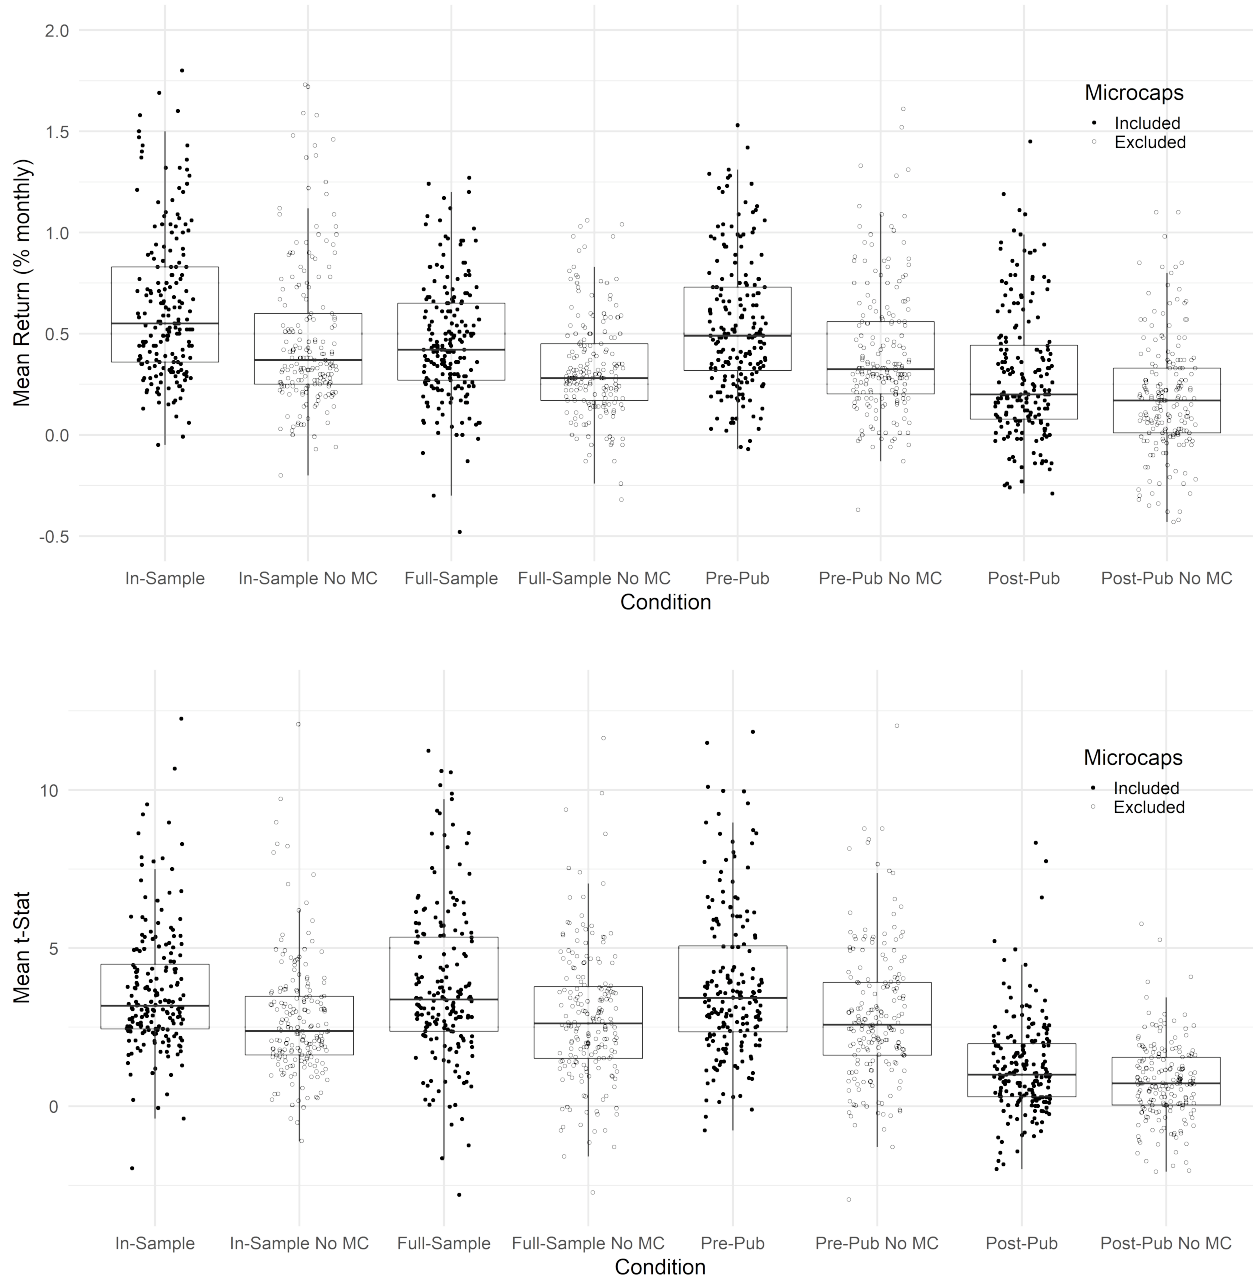 2.0
1.5
1.0
0.5
0.0
-0.5
Mean Return (% monthly)
Microcaps
Included
Excluded
In-Sample
In-Sample No MC
Full-Sample
Full-Sample No MC
Pre-Pub
Pre-Pub No MC
Post-Pub
Post-Pub No MC
Condition
10
5
0
Mean t-Stat
Microcaps
Included
Excluded
In-Sample
In-Sample No MC
Full-Sample
Full-Sample No MC
Pre-Pub
Pre-Pub No MC
Post-Pub
Post-Pub No MC
Condition